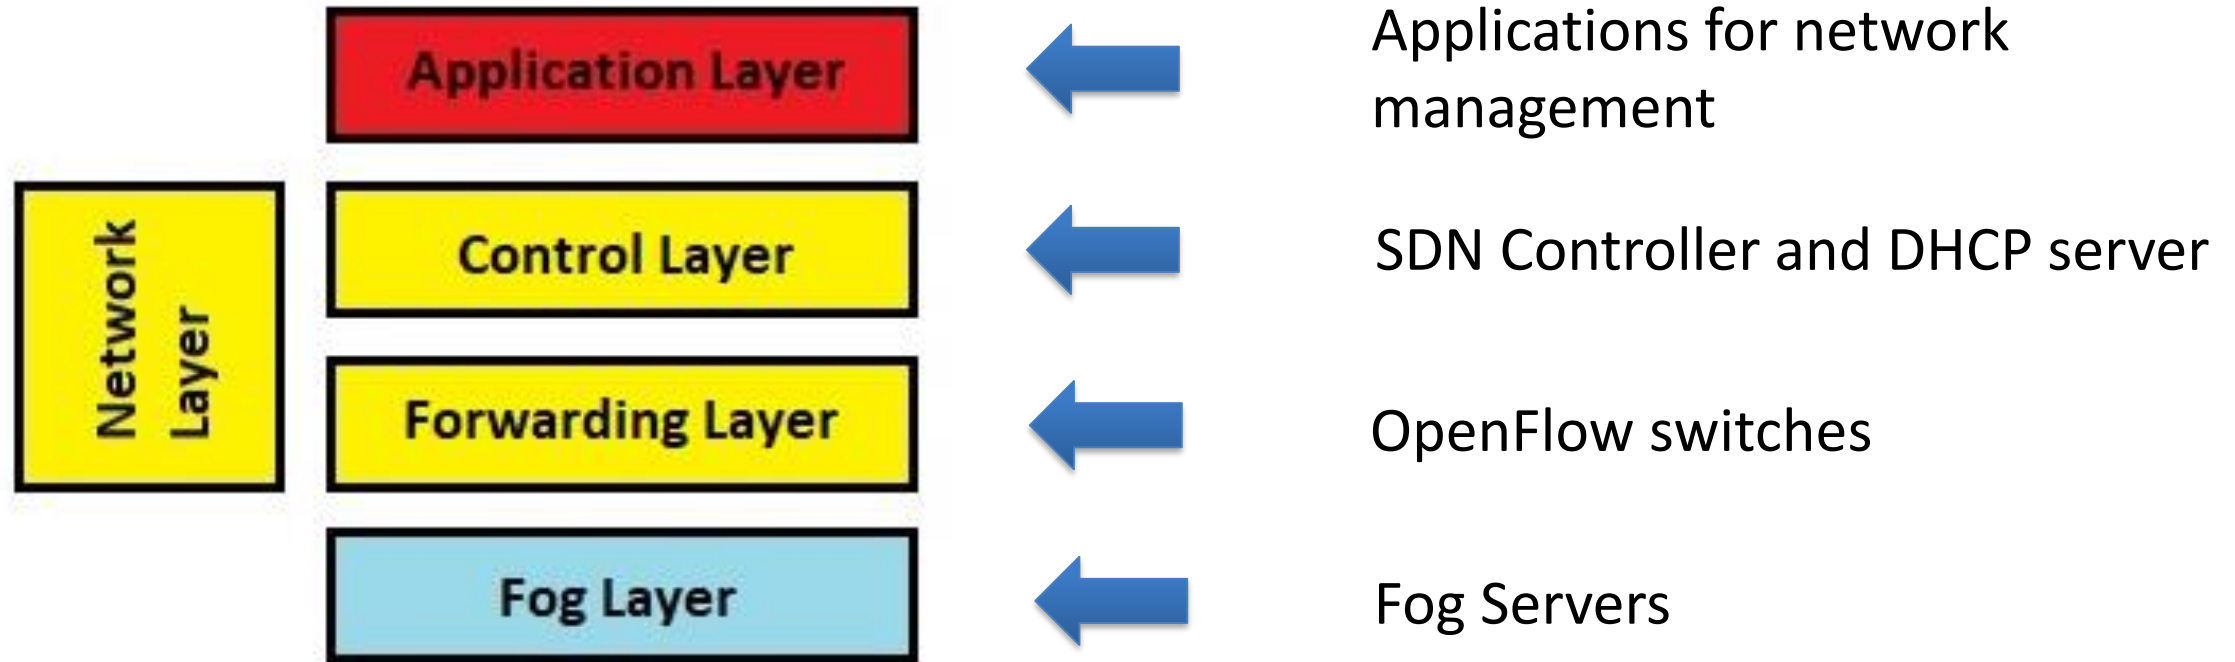 Application Layer
Applications for network
management
Network
Layer
Control Layer
SDN Controller and DHCP server
Forwarding Layer
OpenFlow switches
Fog Layer
Fog Servers